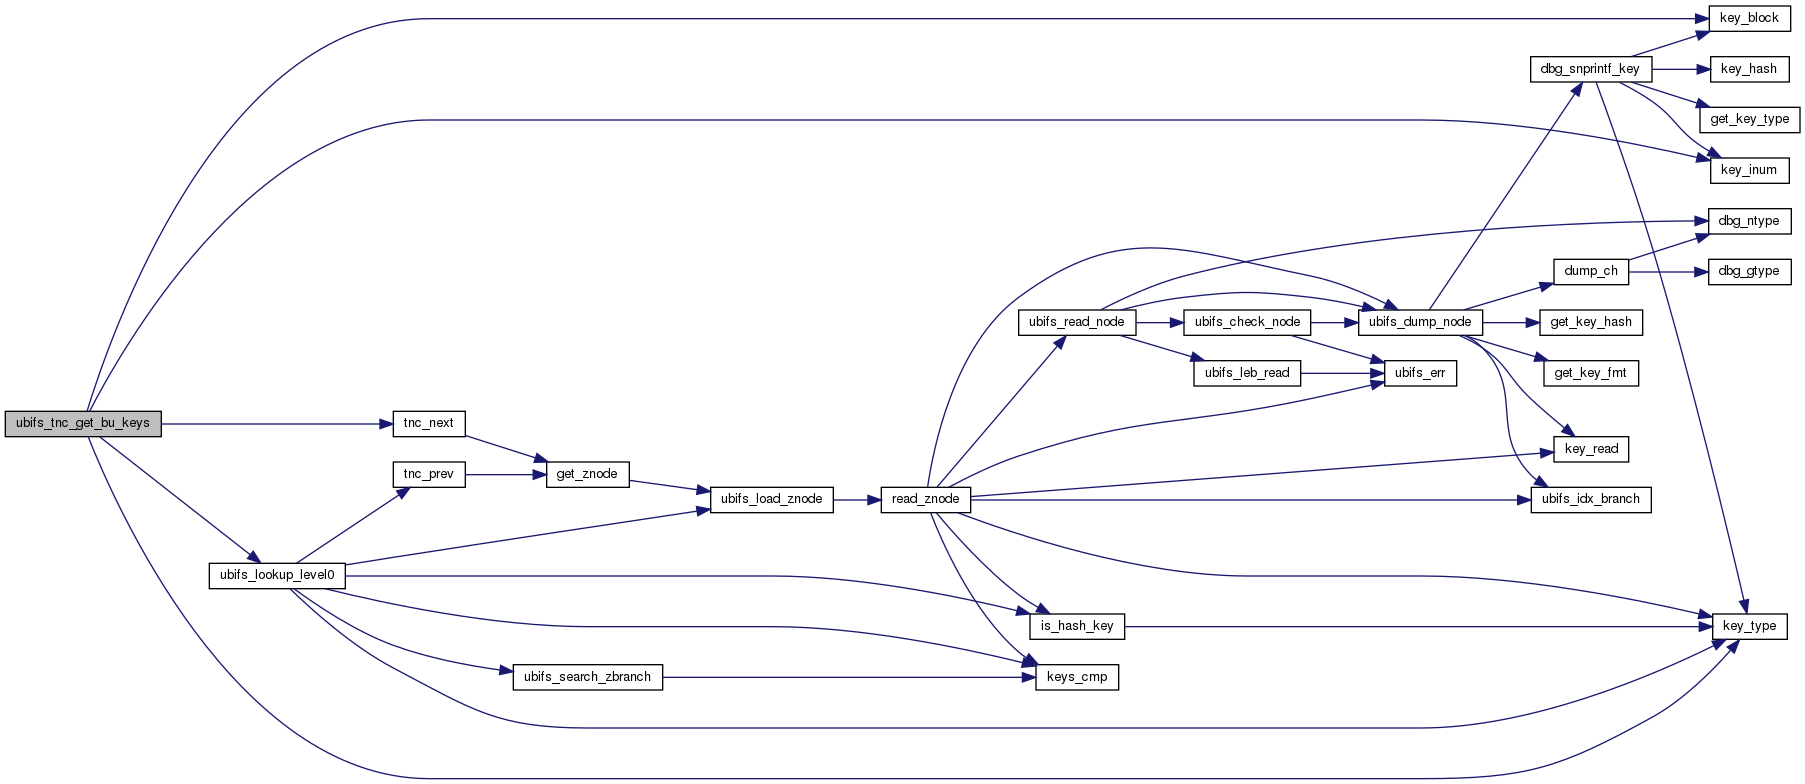 key_block
dbg_snprintf_key
key_hash
get_key_type
key_inum
dbg_ntype
dump_ch
dbg_gtype
ubifs_read_node
ubifs_check_node
ubifs_dump_node
get_key_hash
ubifs_leb_read
ubifs_err
get_key_fmt
ubifs_tnc_get_bu_keys
tnc_next
key_read
tnc_prev
get_znode
ubifs_load_znode
read_znode
ubifs_idx_branch
ubifs_lookup_level0
is_hash_key
key_type
ubifs_search_zbranch
keys_cmp